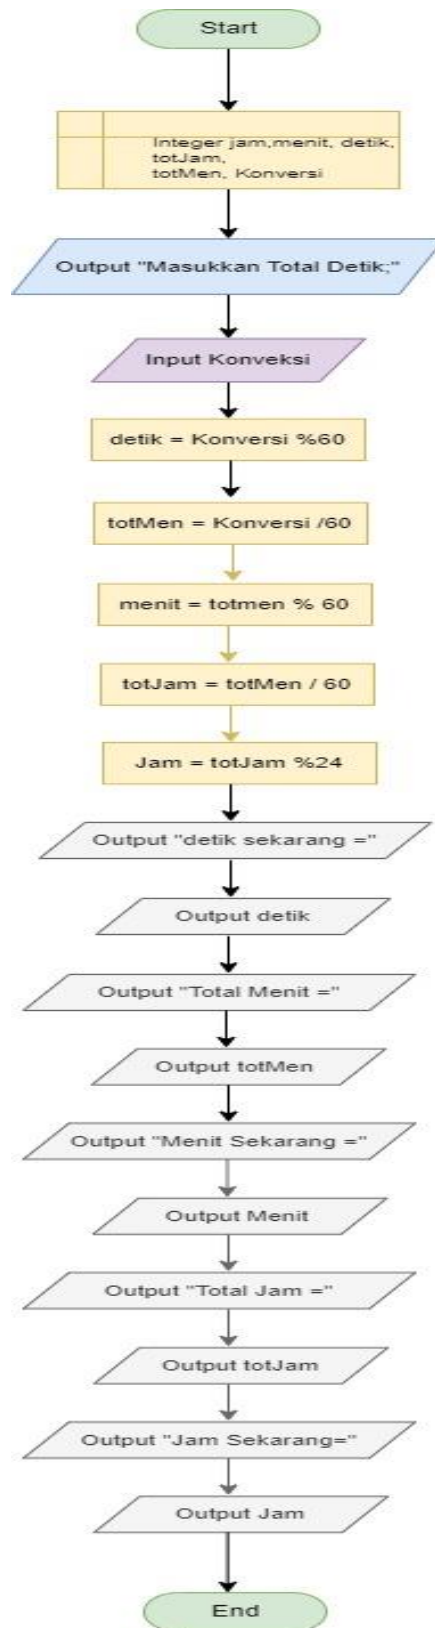 Start
Integer jam,menit, detik,
totJam,
totMen, Konversi
Output "Masukkan Total Detik;"
Input Konveksi
detik = Konversi %60
totMen = Konversi /60
menit = totmen % 60
totJam = totMen / 60
Jam = totJam %24
Output "detik sekarang ="
Output detik
Output "Total Menit ="
Output totMen
Output "Menit Sekarang ="
Output Menit
Output "Total Jam ="
Output totJam
Output "Jam Sekarang="
Output Jam
End